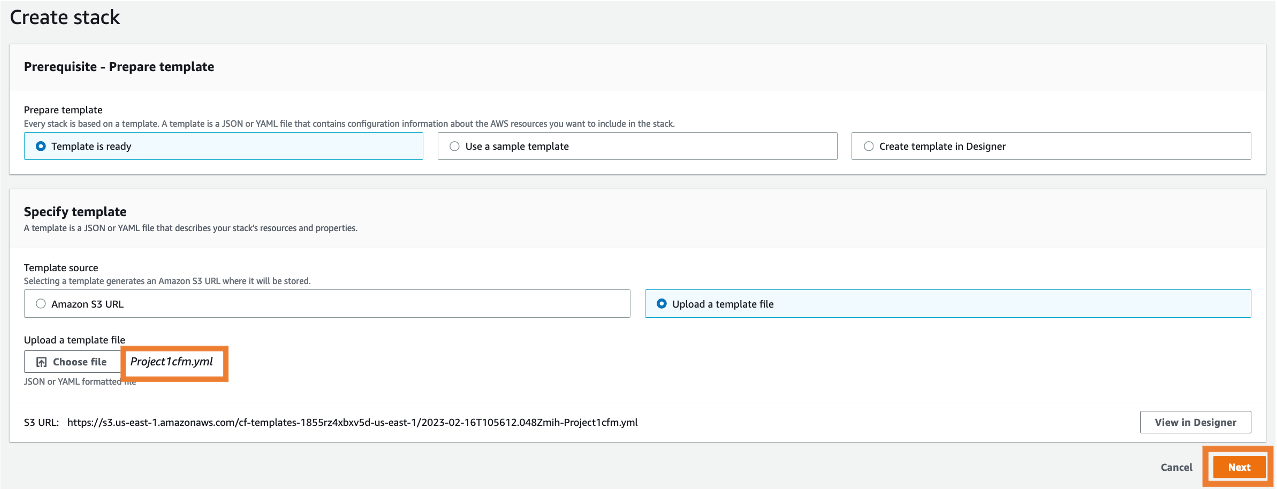 Create stack
Prerequisite - Prepare template
Prepare template
Every stack is based on a template. A template is a JSON or YAML file that contains configuration information about the AWS resources you want to include in the stack.
Template is ready
Use a sample template
Create template in Designer
Specify template
A template is a JSON or YAML file that describes your stack's resources and properties.
Template source
Selecting a template generates an Amazon S3 URL where it will be stored.
Amazon S3 URL
Upload a template file
Upload a template file
Choose file
Project1cfm.yml
JSON or YAML formatted file
S3 URL: https://s3.us-east-1.amazonaws.com/cf-templates-1855rz4xbxv5d-us-east-1/2023-02-16T105612.048Zmih-Project1cfm.yml
View in Designer
Cancel
Next